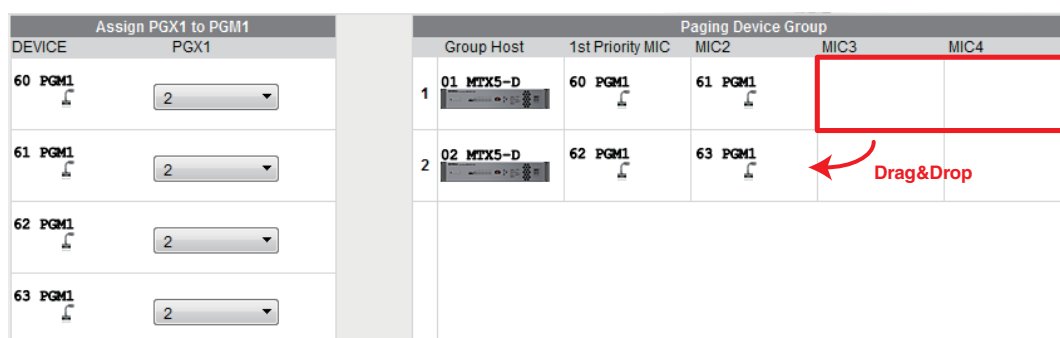 Assign PGX1 to PGM1
DEVICE PGX1
60 PGM1
2
61 PGM1
2
62 PGM1
2
63 PGM1
2
Paging Device Group
Group Host 1st Priority MIC MIC2 MIC3 MIC4
1 01 MTX5-D 60 PGM1 61 PGM1
2 02 MTX5-D 62 PGM1 63 PGM1
Drag&Drop